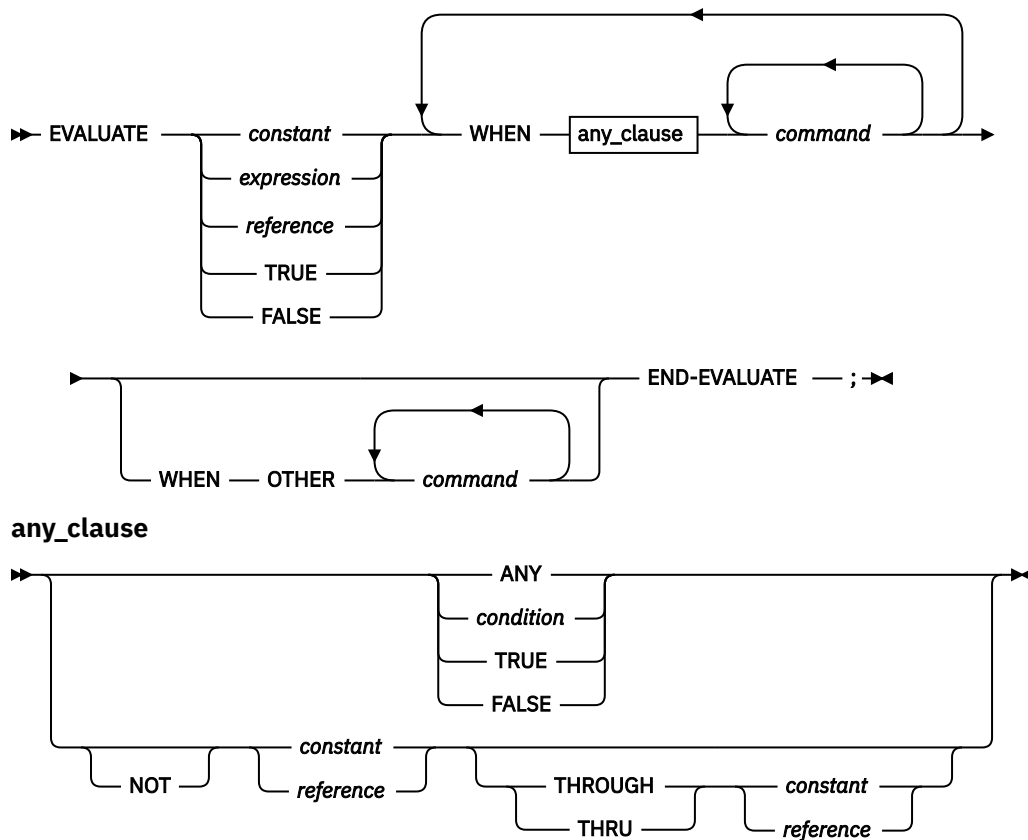 EVALUATE constant WHEN any_clause command
expression
reference
TRUE
FALSE
END-EVALUATE ;
WHEN OTHER command
any_clause
ANY
condition
TRUE
FALSE
constant
NOT reference
THROUGH constant
THRU reference